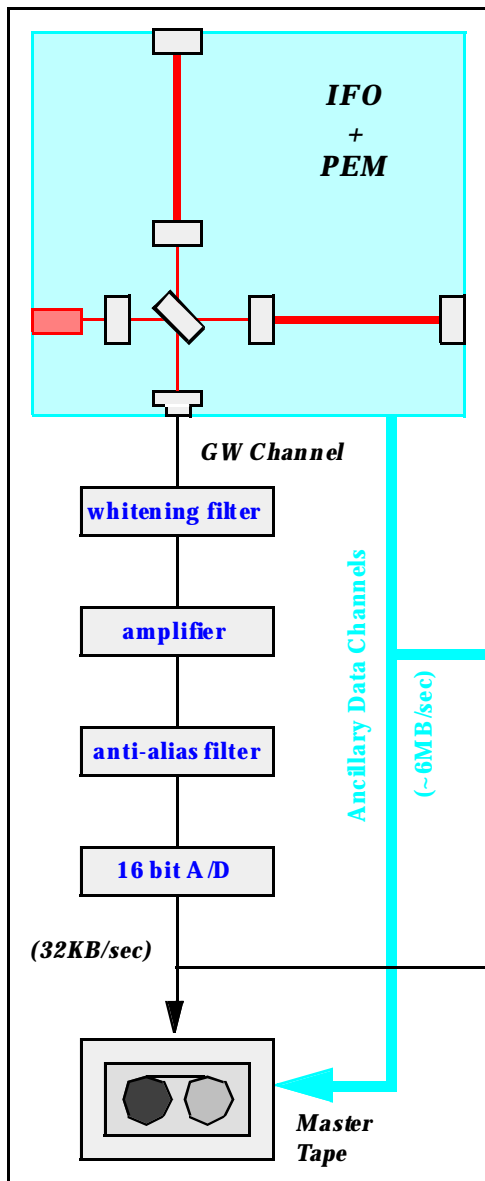 IFO
+
PEM
GW Channel
whitening filter
amplifier
anti-alias filter
16 bit A/D
(32KB/sec)
Ancillary Data Channels
(~6MB/sec)
Master
Tape